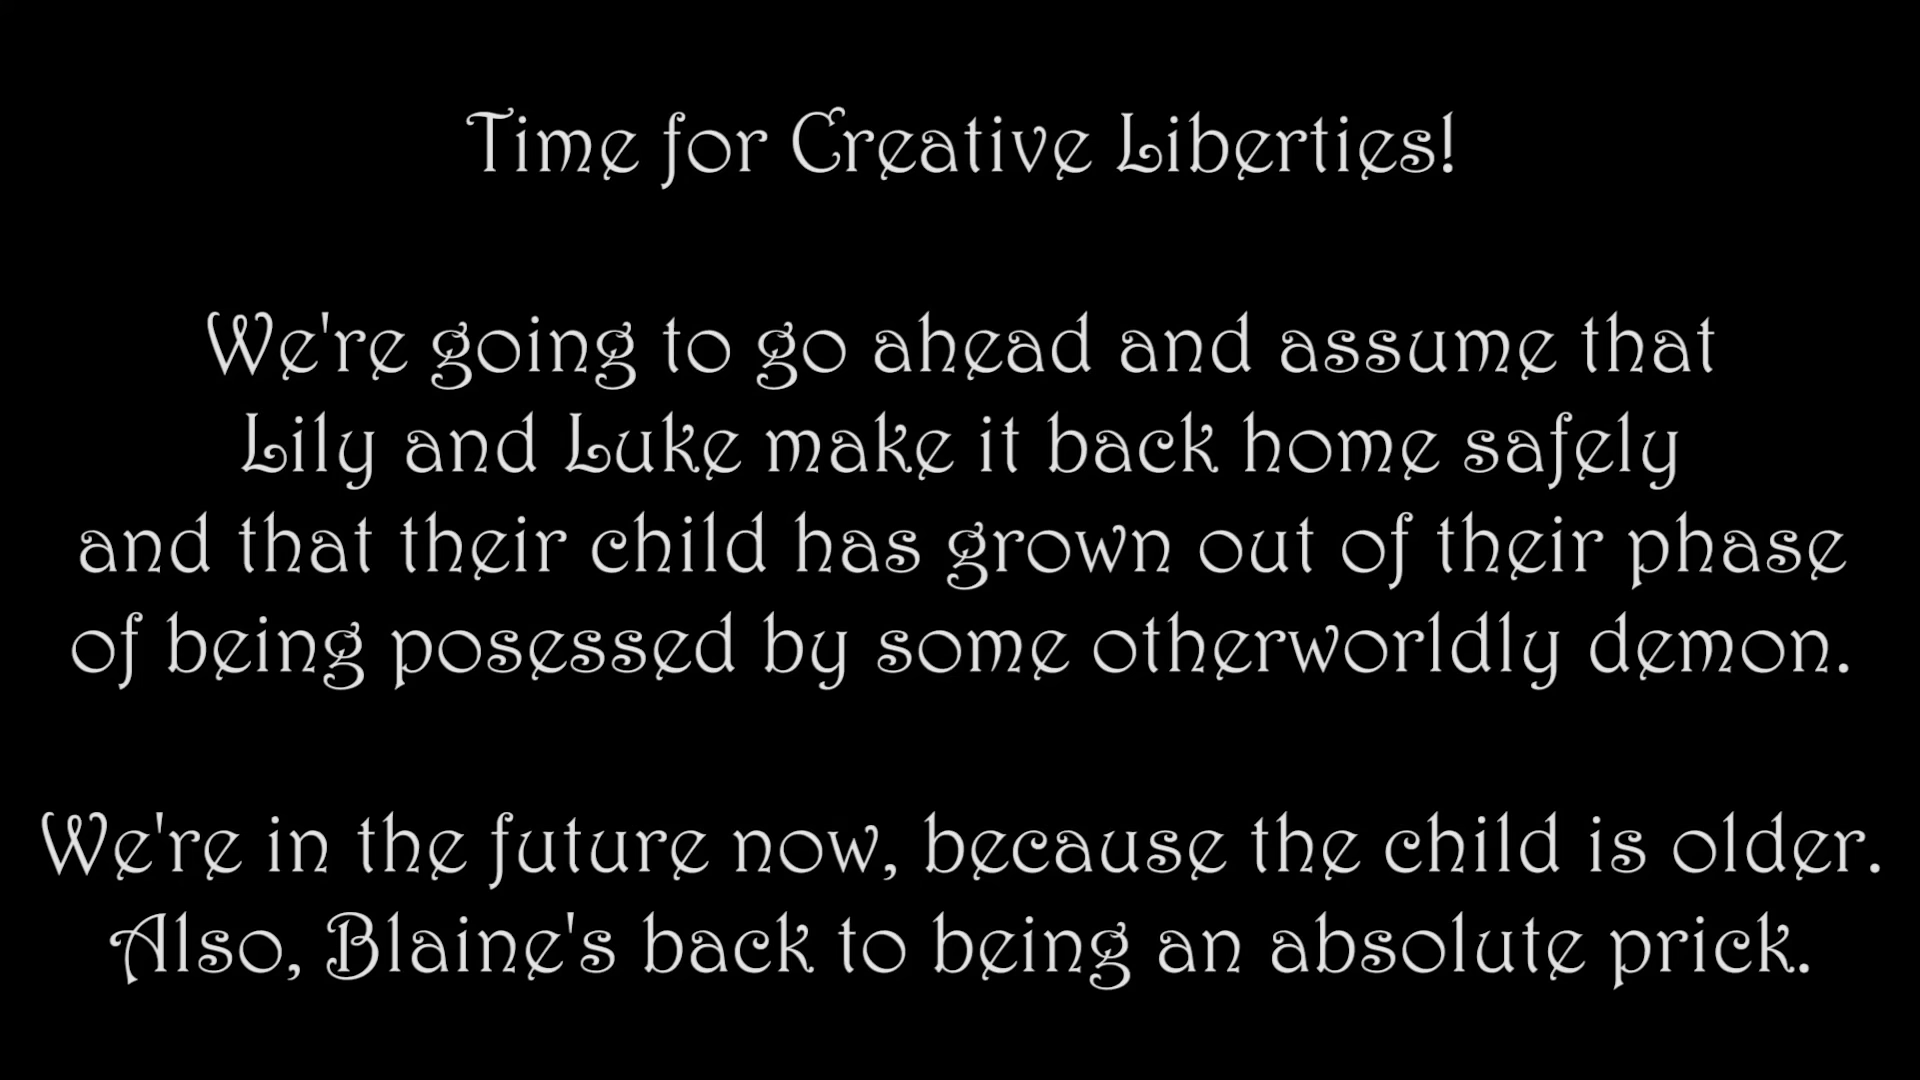 Time for Creative Liberties!
We're going to go ahead and assume that
Lily and Luke make it back home safely
and that their child has grown out of their phase
of being posessed by some otherworldly demon.
We're in the future now, because the child is older.
Also, Blaine's back to being an absolute prick.